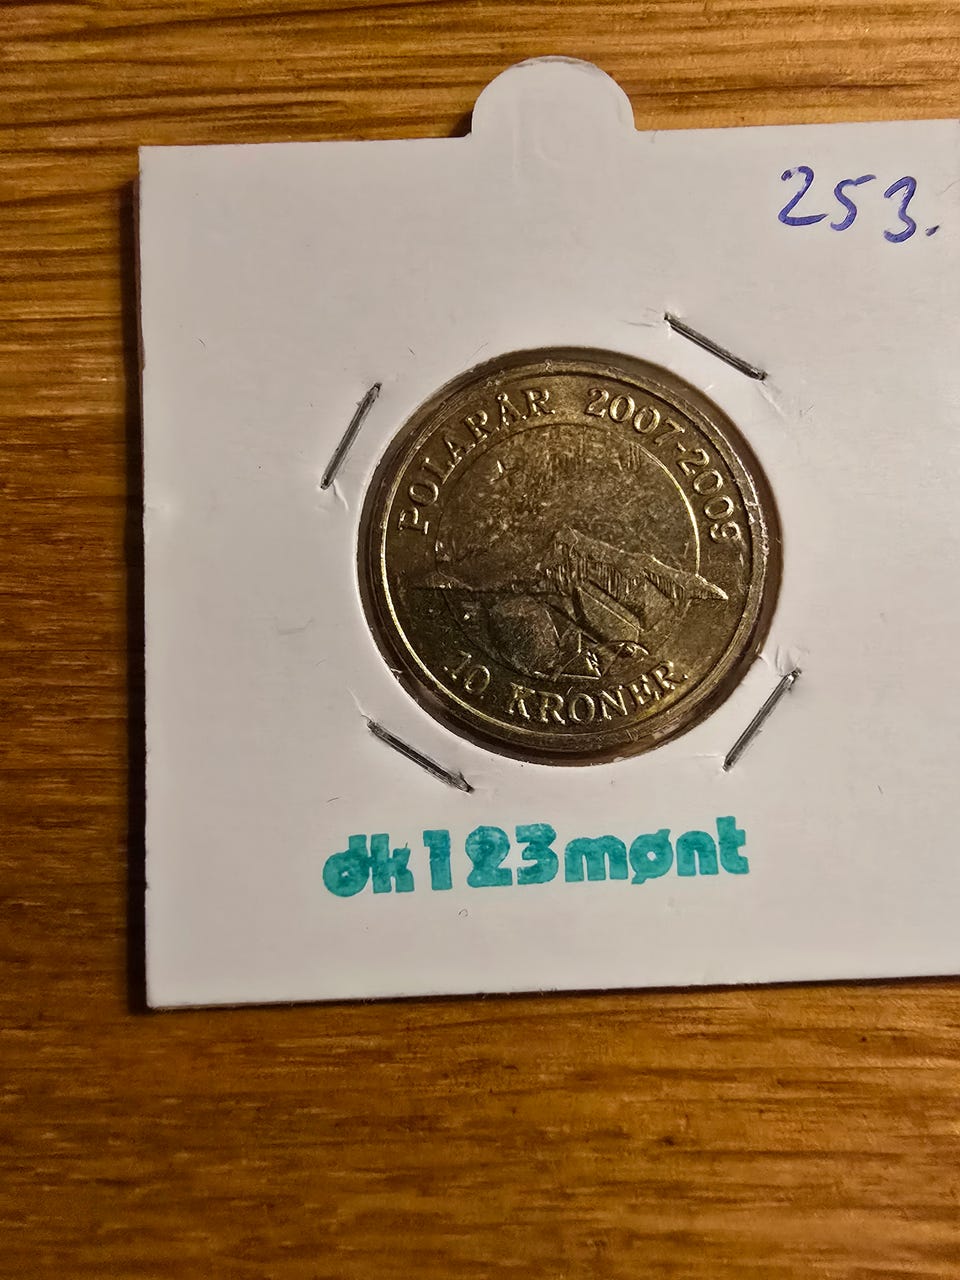 253.
POLARÅR 2007-2009
10 KRONER
dk123mønt